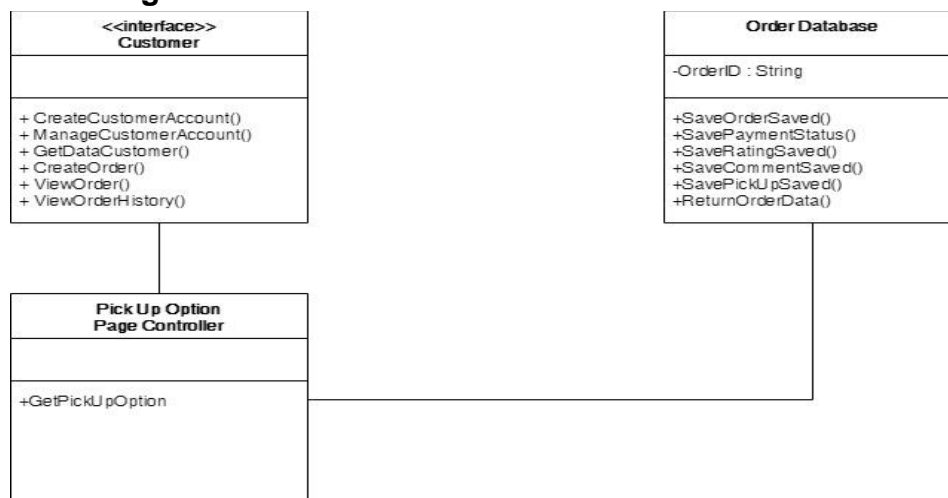 <<interface>>
Customer
+ CreateCustomerAccount()
+ ManageCustomerAccount()
+ GetDataCustomer()
+ CreateOrder()
+ ViewOrder()
+ ViewOrderHistory()
Order Database
-OrderID : String
+SaveOrderSaved()
+SavePaymentStatus()
+SaveRatingSaved()
+SaveCommentSaved()
+SavePickUpSaved()
+ReturnOrderData()
Pick Up Option
Page Controller
+GetPickUpOption